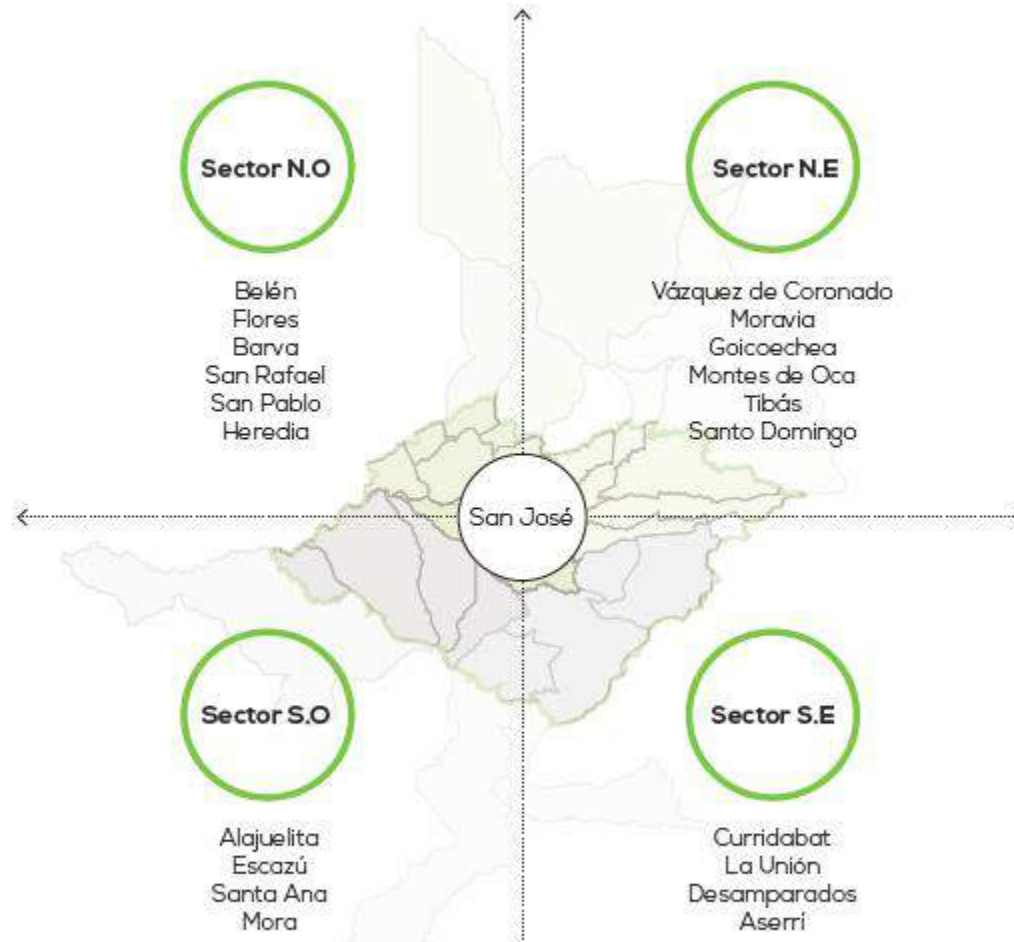 Sector N.O
Belén
Flores
Barva
San Rafael
San Pablo
Heredia
Sector N.E
Vázquez de Coronado
Moravia
Goicoechea
Montes de Oca
Tibás
Santo Domingo
San José
Sector S.O
Alajuelita
Escazú
Santa Ana
Mora
Sector S.E
Curridabat
La Unión
Desamparados
Aserrí